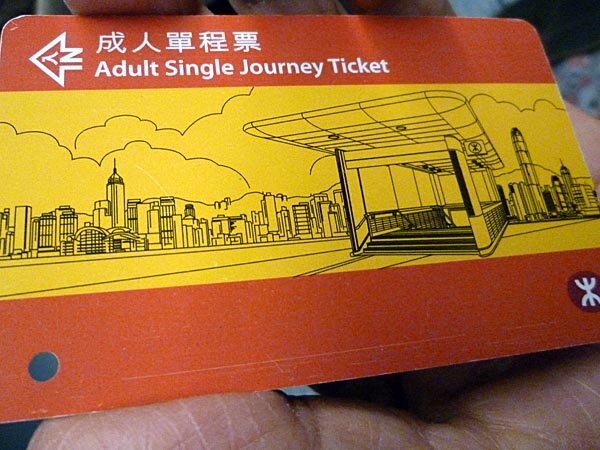 成人單程票
Adult Single Journey Ticket